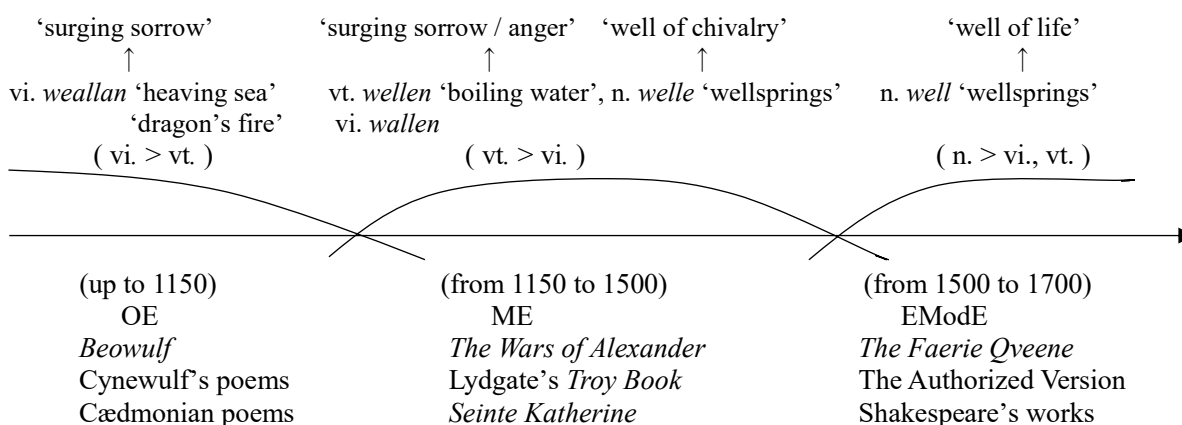 ‘surging sorrow’ ‘surging sorrow / anger’ ‘well of chivalry’ ‘well of life’
↑ ↑ ↑ ↑
vi. weallan ‘heaving sea’ vt. wellen ‘boiling water’, n. welle ‘wellsprings’ n. well ‘wellsprings’
‘dragon’s fire’ vi. wallen
( vi. > vt. ) ( vt. > vi. ) ( n. > vi., vt. )
(up to 1150) (from 1150 to 1500) (from 1500 to 1700)
OE ME EModE
Beowulf The Wars of Alexander The Faerie Qveene
Cynewulf’s poems Lydgate’s Troy Book The Authorized Version
Cædmonian poems Seinte Katherine Shakespeare’s works